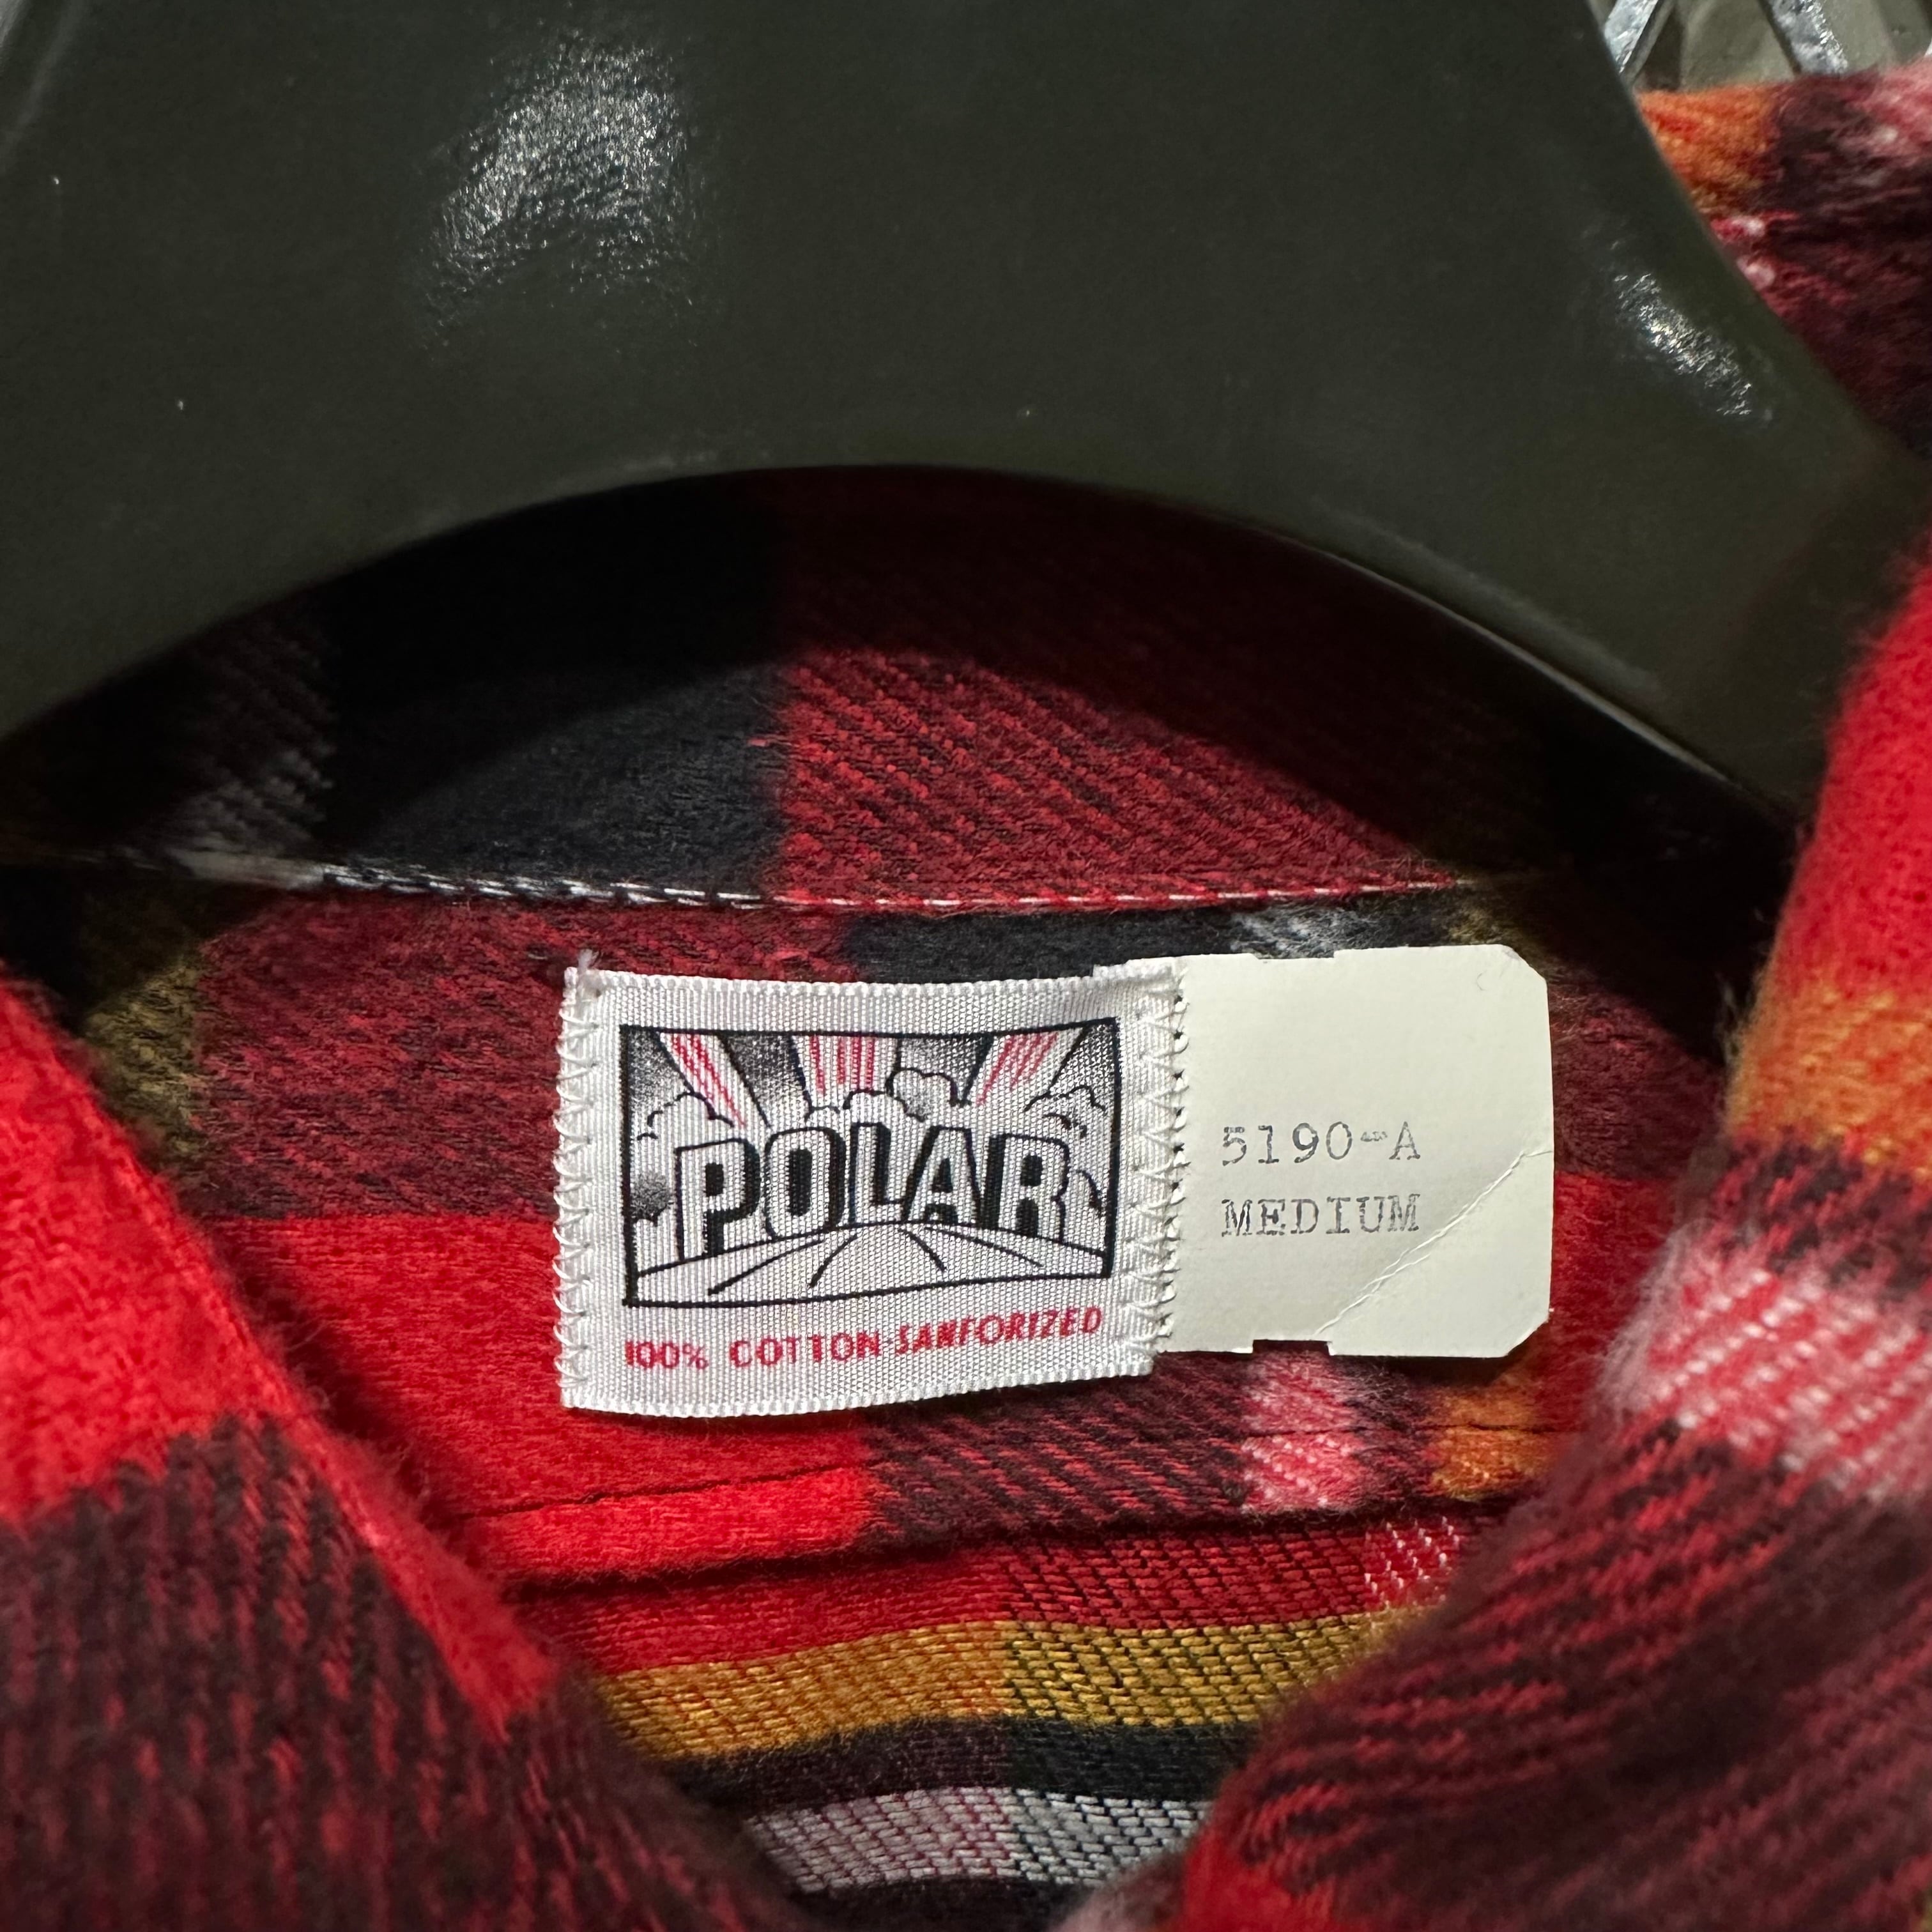 POLAR
100% COTTON-SANFORIZED
5190-A
MEDIUM